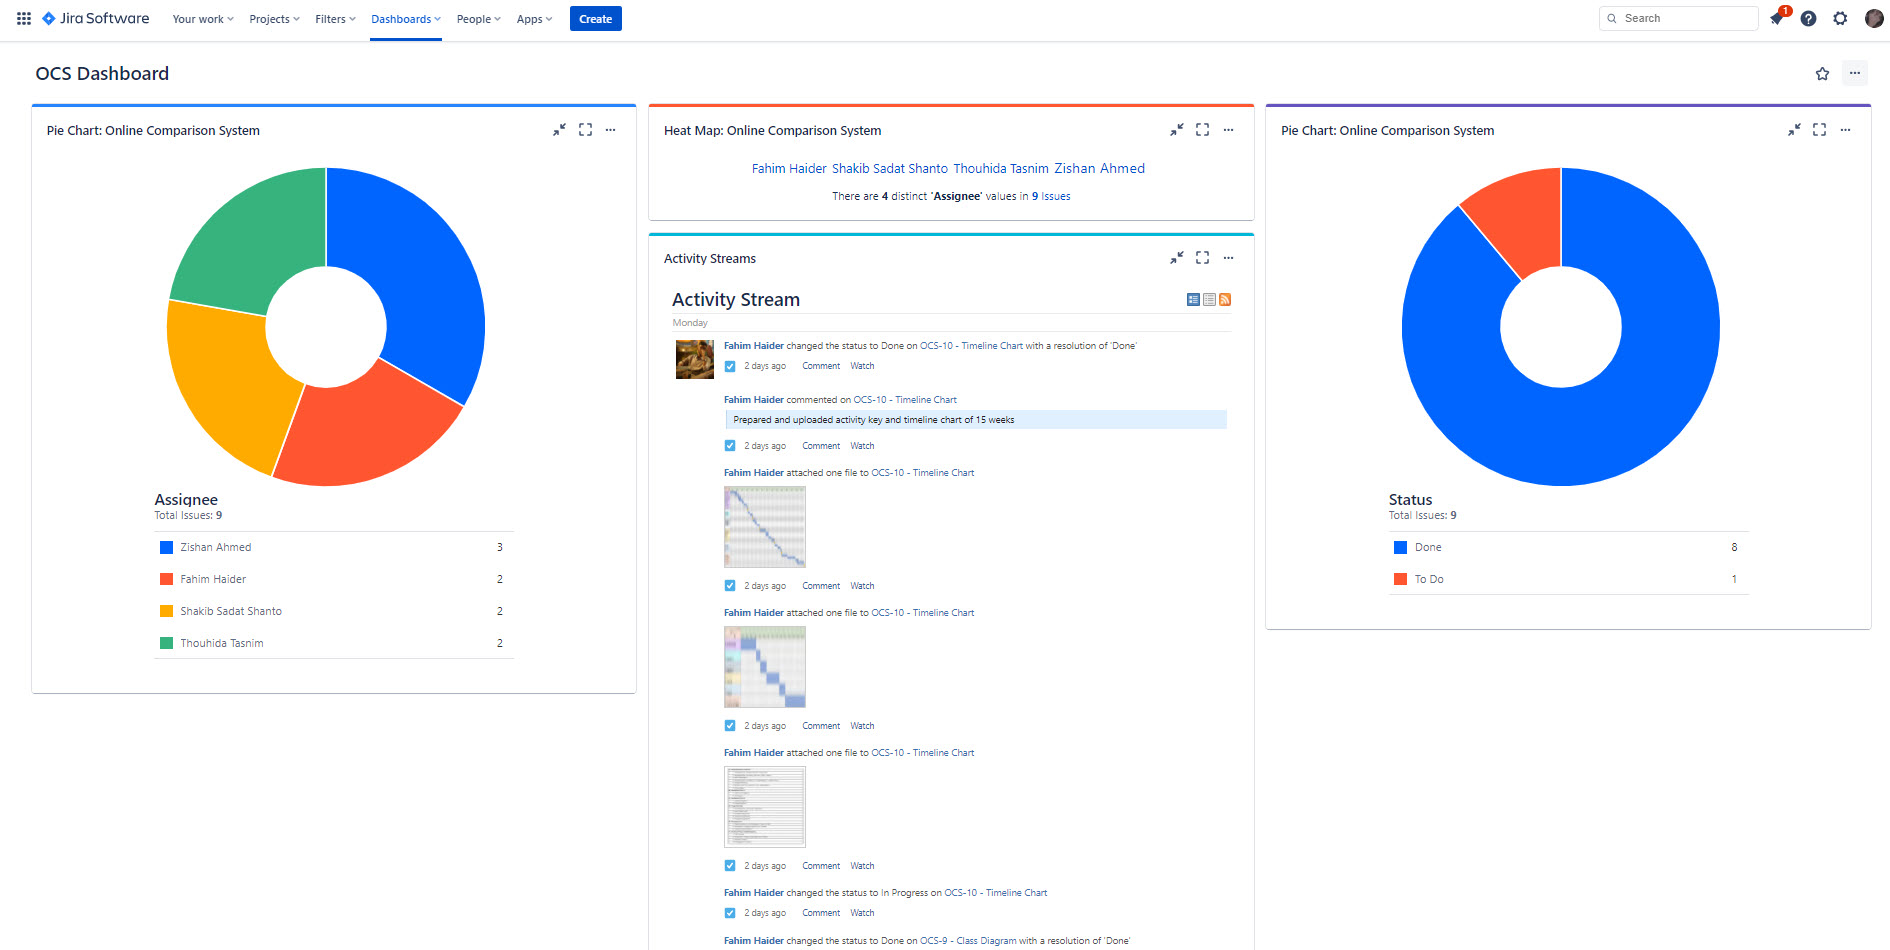 Jira Software Your work Projects Filters Dashboards People Apps Create Search 1
OCS Dashboard
Pie Chart: Online Comparison System
Assignee
Total Issues: 9
Zishan Ahmed 3
Fahim Haider 2
Shakib Sadat Shanto 2
Thouhida Tasnim 2
Heat Map: Online Comparison System
Fahim Haider Shakib Sadat Shanto Thouhida Tasnim Zishan Ahmed
There are 4 distinct 'Assignee' values in 9 Issues
Activity Streams
Activity Stream
Monday
Fahim Haider changed the status to Done on OCS-10 - Timeline Chart with a resolution of 'Done'
2 days ago Comment Watch
Fahim Haider commented on OCS-10 - Timeline Chart
Prepared and uploaded activity key and timeline chart of 15 weeks
2 days ago Comment Watch
Fahim Haider attached one file to OCS-10 - Timeline Chart
2 days ago Comment Watch
Fahim Haider attached one file to OCS-10 - Timeline Chart
2 days ago Comment Watch
Fahim Haider attached one file to OCS-10 - Timeline Chart
2 days ago Comment Watch
Fahim Haider changed the status to In Progress on OCS-10 - Timeline Chart
2 days ago Comment Watch
Fahim Haider changed the status to Done on OCS-9 - Class Diagram with a resolution of 'Done'
Pie Chart: Online Comparison System
Status
Total Issues: 9
Done 8
To Do 1